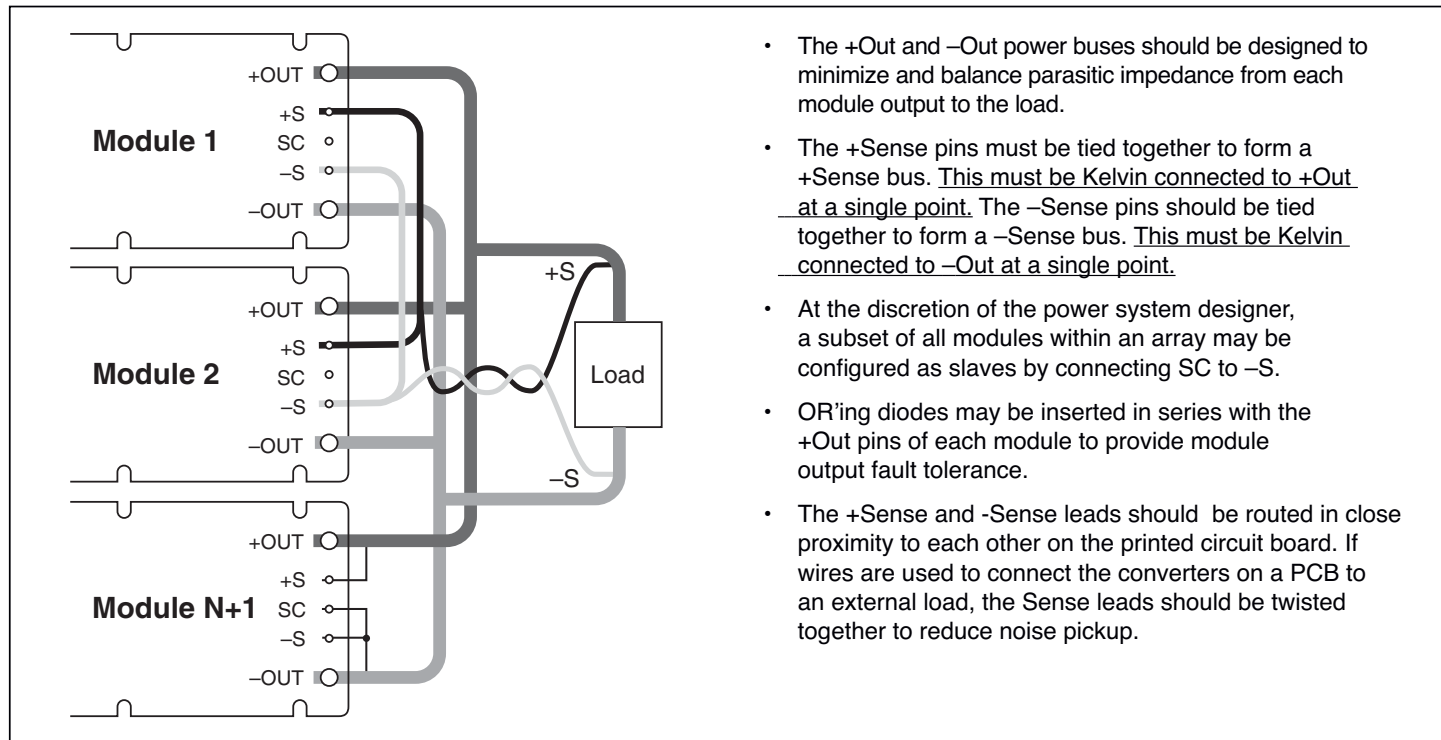 +OUT
+S
Module 1
SC
–S
–OUT
+OUT
+S
Module 2
SC
–S
–OUT
+OUT
+S
Module N+1
SC
–S
–OUT
+S
Load
–S
• The +Out and –Out power buses should be designed to
minimize and balance parasitic impedance from each
module output to the load.
• The +Sense pins must be tied together to form a
+Sense bus. This must be Kelvin connected to +Out
at a single point. The –Sense pins should be tied
together to form a –Sense bus. This must be Kelvin
connected to –Out at a single point.
• At the discretion of the power system designer,
a subset of all modules within an array may be
configured as slaves by connecting SC to –S.
• OR'ing diodes may be inserted in series with the
+Out pins of each module to provide module
output fault tolerance.
• The +Sense and -Sense leads should be routed in close
proximity to each other on the printed circuit board. If
wires are used to connect the converters on a PCB to
an external load, the Sense leads should be twisted
together to reduce noise pickup.